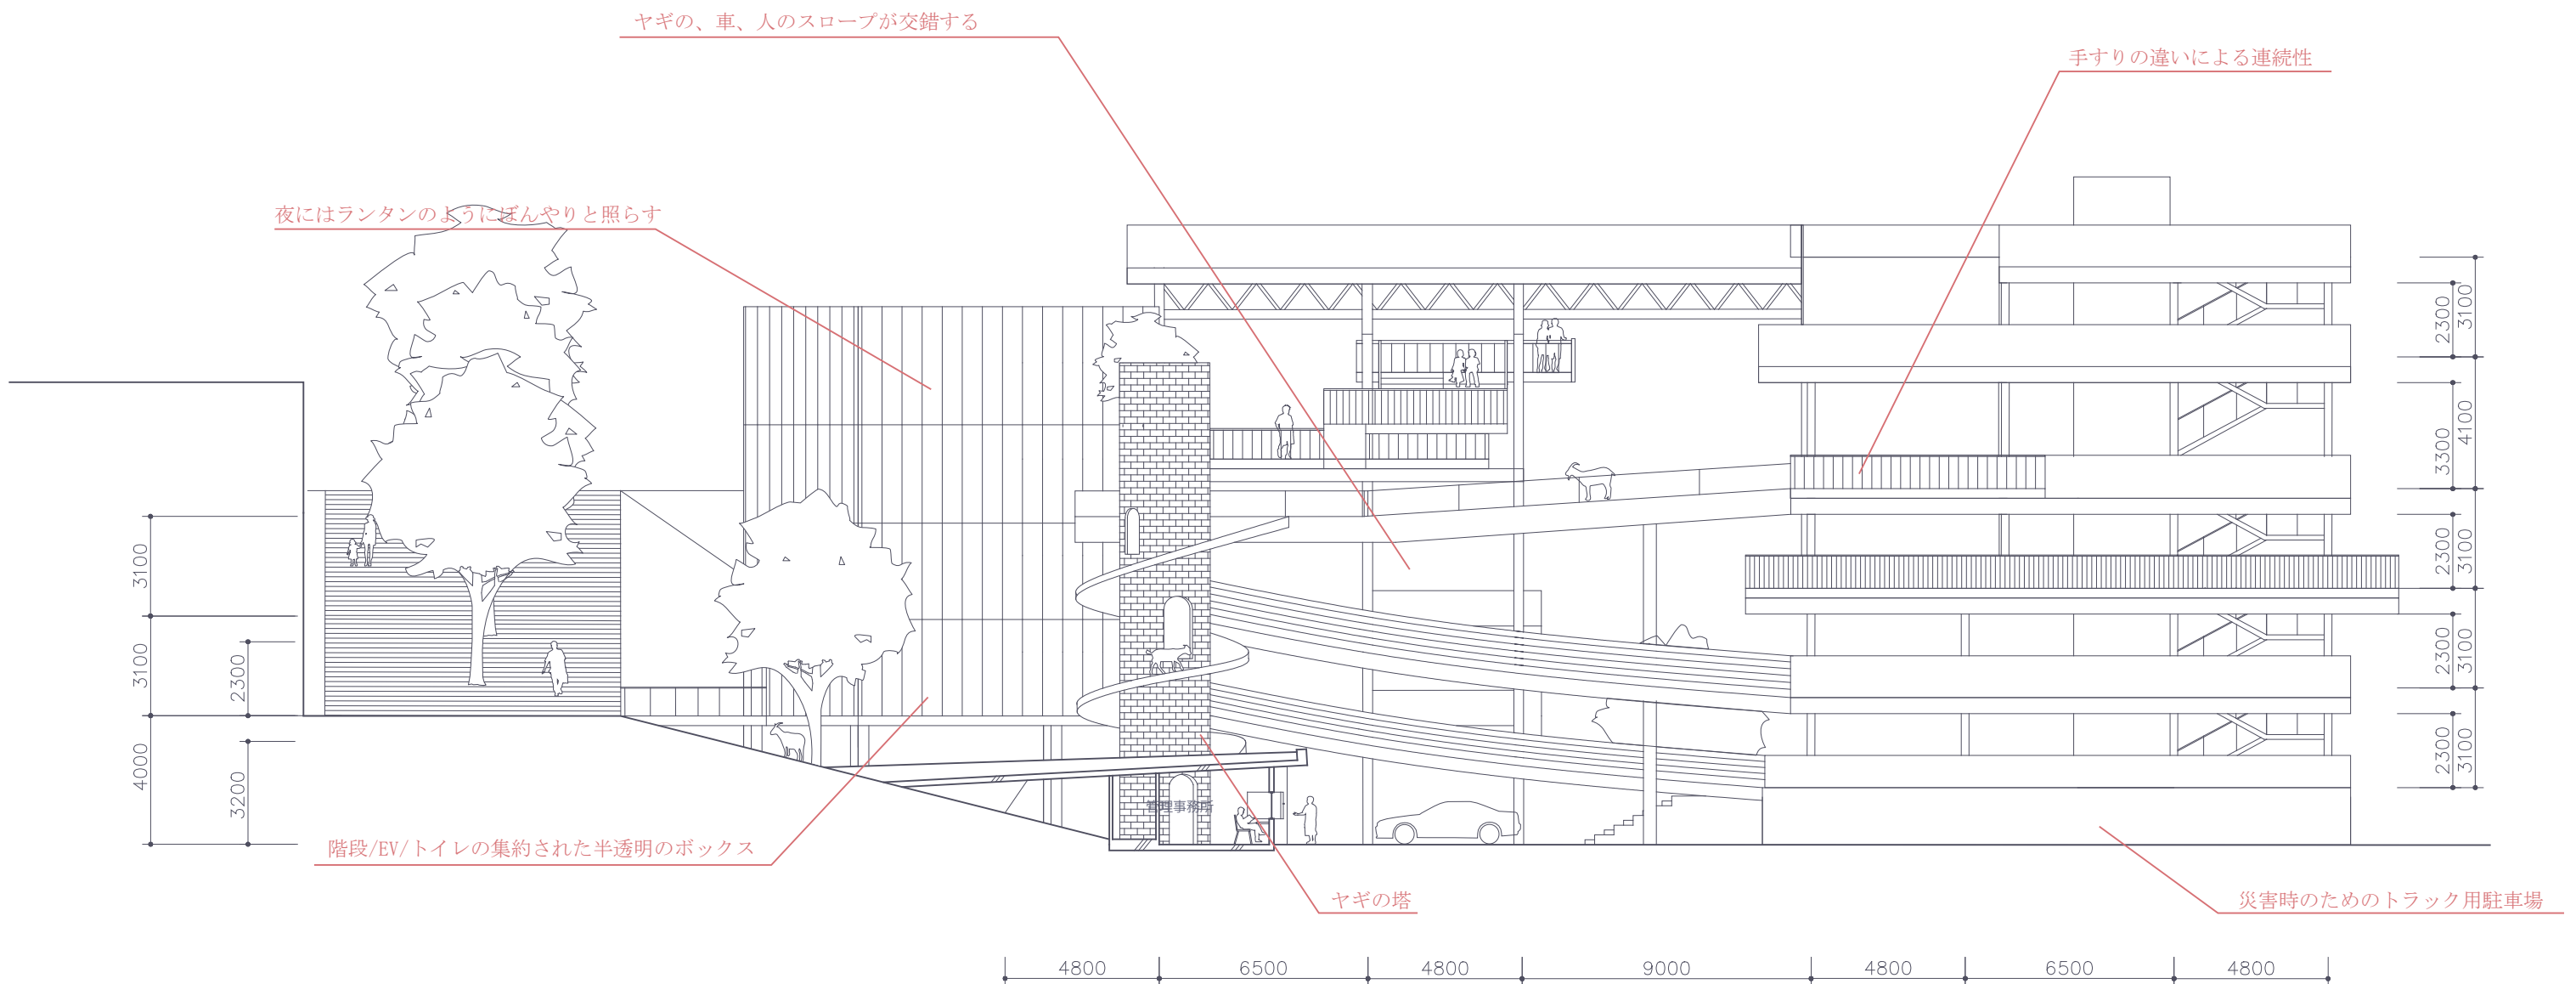 ヤギの、車、人のスロープが交錯する
手すりの違いによる連続性
夜にはランタンのようにぼんやりと照らす
3100
2300
4100
3300
3100
2300
3100
2300
3100
2300
3100
3100
2300
4000
3200
管理事務所
階段/EV/トイレの集約された半透明のボックス
ヤギの塔
災害時のためのトラック用駐車場
4800 6500 4800 9000 4800 6500 4800